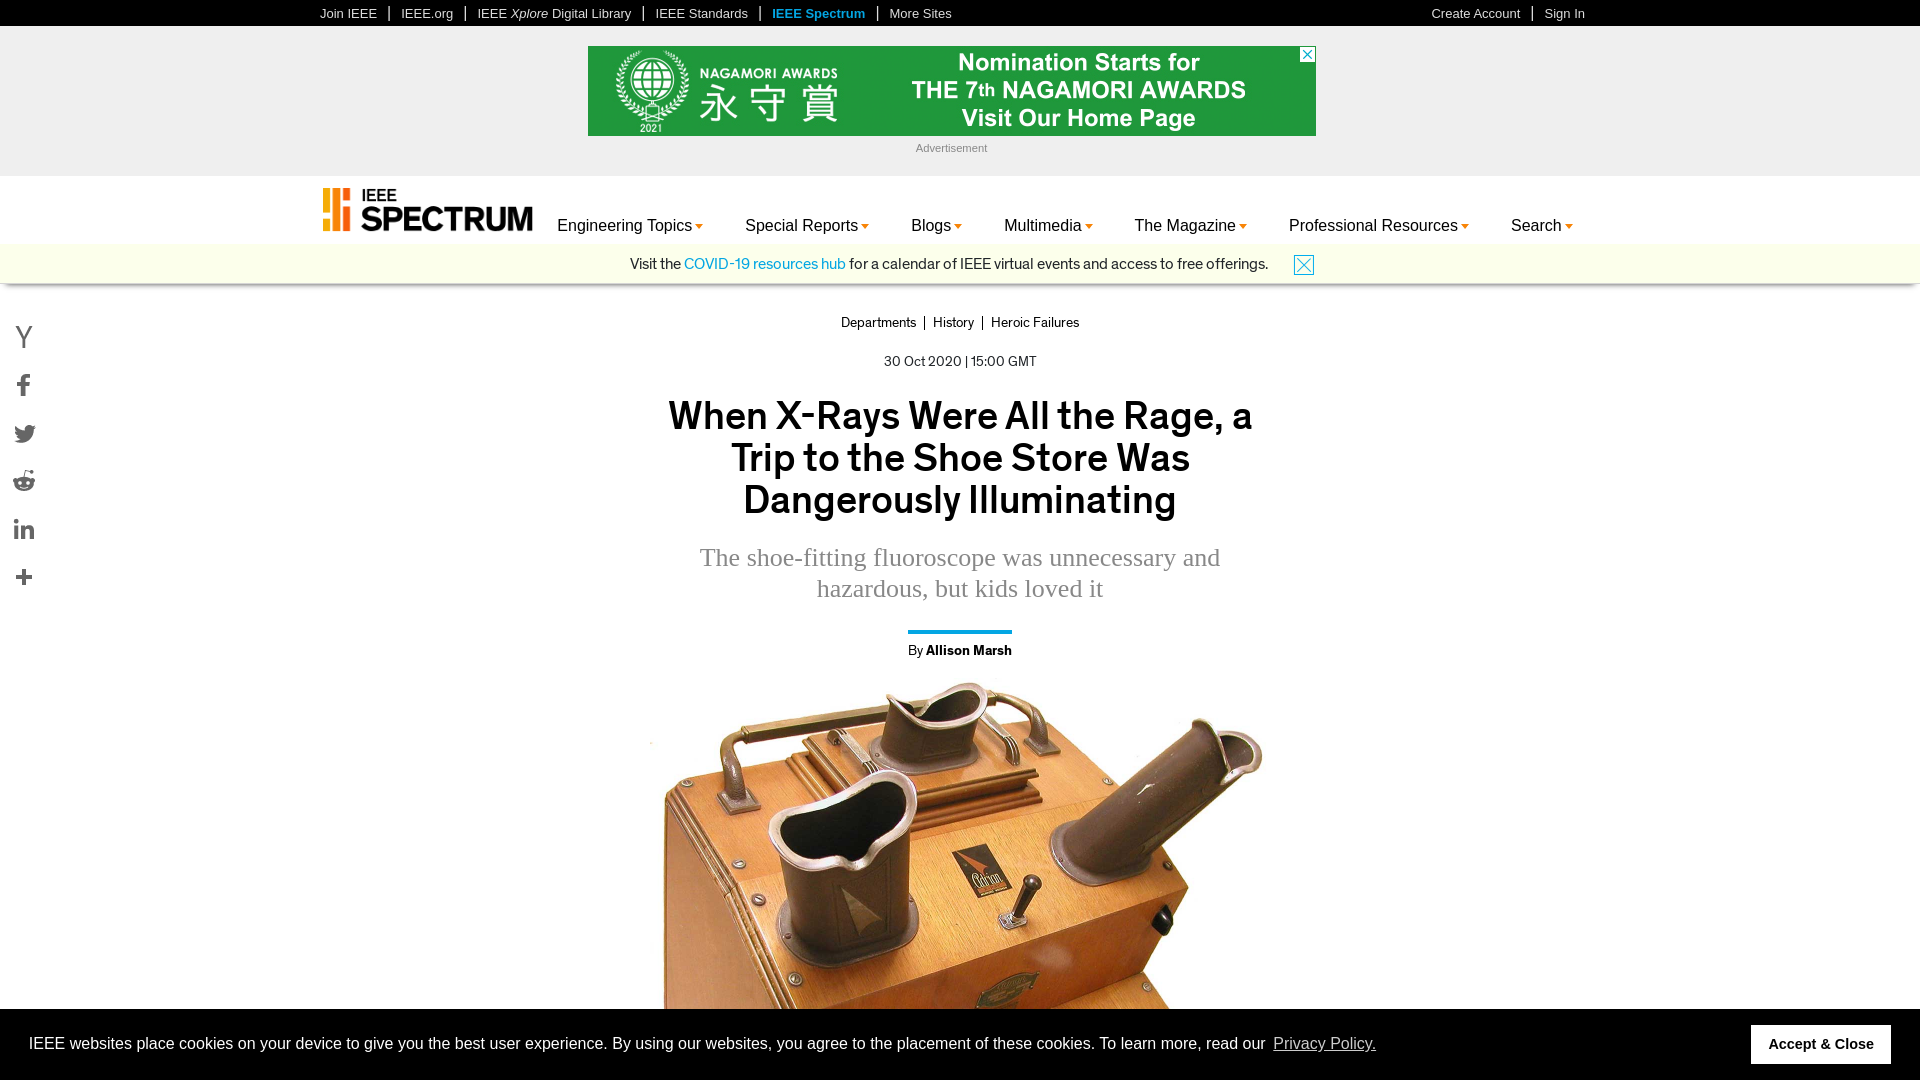 Join IEEE | IEEE.org | IEEE Xplore Digital Library | IEEE Standards | IEEE Spectrum | More Sites
Create Account | Sign In
NAGAMORI AWARDS
永守賞
2021
Nomination Starts for
THE 7th NAGAMORI AWARDS
Visit Our Home Page
Advertisement
IEEE
SPECTRUM
Engineering Topics
Special Reports
Blogs
Multimedia
The Magazine
Professional Resources
Search
Visit the COVID-19 resources hub for a calendar of IEEE virtual events and access to free offerings.
Departments | History | Heroic Failures
30 Oct 2020 | 15:00 GMT
When X-Rays Were All the Rage, a
Trip to the Shoe Store Was
Dangerously Illuminating
The shoe-fitting fluoroscope was unnecessary and
hazardous, but kids loved it
By Allison Marsh
Adrian
IEEE websites place cookies on your device to give you the best user experience. By using our websites, you agree to the placement of these cookies. To learn more, read our Privacy Policy.
Accept & Close